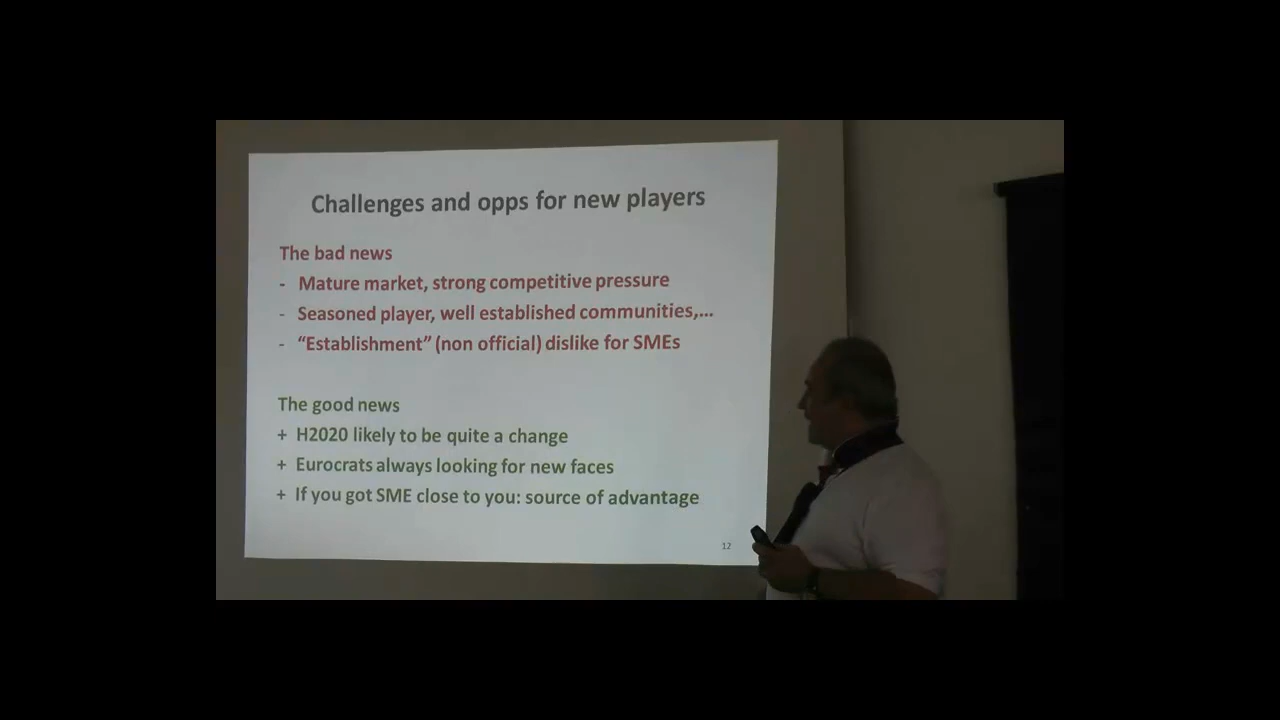 Challenges and opps for new players
The bad news
- Mature market, strong competitive pressure
- Seasoned player, well established communities,...
- “Establishment” (non official) dislike for SMEs
The good news
+ H2020 likely to be quite a change
+ Eurocrats always looking for new faces
+ If you got SME close to you: source of advantage
12